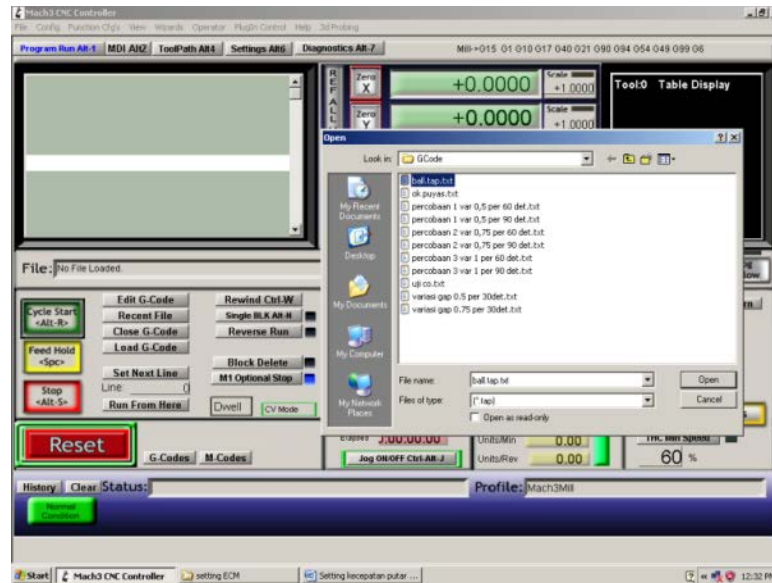 Mach3 CNC Controller
File Config Function Cfg's View Wizards Operator PlugIn Control Help 3d Probing
Program Run Alt-1 MDI Alt2 ToolPath Alt4 Settings Alt6 Diagnostics Alt-7
Mill->G15 G1 G10 G17 G40 G21 G90 G94 G54 G49 G99 G6
REF ALL
Zero X
+0.0000
Scale
+1.0000
Tool:0 Table Display
Zero Y
+0.0000
Scale
+1.0000
Open
Look in: GCode
My Recent Documents
Desktop
My Documents
My Computer
My Network Places
ball.tap.txt
ok puyas.txt
percobaan 1 var 0,5 per 60 det.txt
percobaan 1 var 0,5 per 90 det.txt
percobaan 2 var 0,75 per 60 det.txt
percobaan 2 var 0,75 per 90 det.txt
percobaan 3 var 1 per 60 det.txt
percobaan 3 var 1 per 90 det.txt
uji co.txt
variasi gap 0.5 per 30det.txt
variasi gap 0.75 per 30det.txt
File name: ball.tap.txt Open
Files of type: (*.tap) Cancel
Open as read-only
File: No File Loaded.
Cycle Start <Alt-R>
Feed Hold <Spc>
Stop <Alt-S>
Edit G-Code
Recent File
Close G-Code
Load G-Code
Set Next Line
Line: 0
Run From Here
Rewind Ctrl-W
Single BLK Alt-N
Reverse Run
Block Delete
M1 Optional Stop
Dwell CV Mode
Reset
G-Codes M-Codes
Elapsed
Jog ON/OFF Ctrl-Alt-J
Units/Min 0.00
Units/Rev 0.00
THC Min Speed
60 %
History Clear Status:
Profile: Mach3Mill
Normal Condition
Start Mach3 CNC Controller setting ECM Setting kecepatan putar ...
12:32 PM